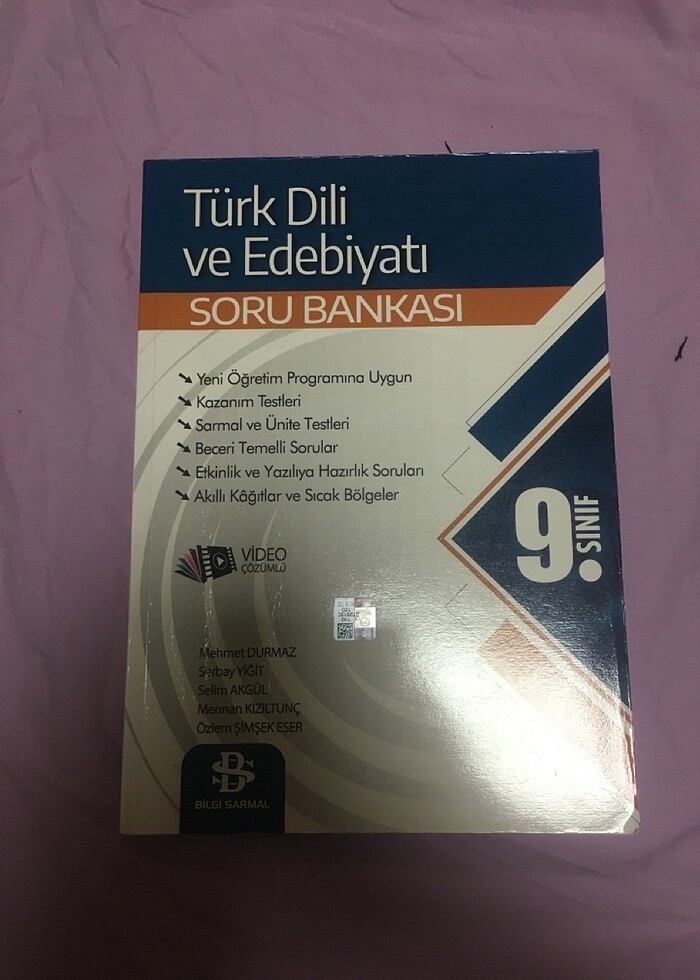 Türk Dili
ve Edebiyatı
SORU BANKASI
Yeni Öğretim Programına Uygun
Kazanım Testleri
Sarmal ve Ünite Testleri
Beceri Temelli Sorular
Etkinlik ve Yazılıya Hazırlık Soruları
Akıllı Kâğıtlar ve Sıcak Bölgeler
9.
SINIF
VİDEO
ÇÖZÜMLÜ
Mehmet DURMAZ
Serbay YİĞİT
Selim AKGÜL
Mennan KIZILTUNÇ
Özlem ŞİMŞEK ESER
BS
BİLGİ SARMAL